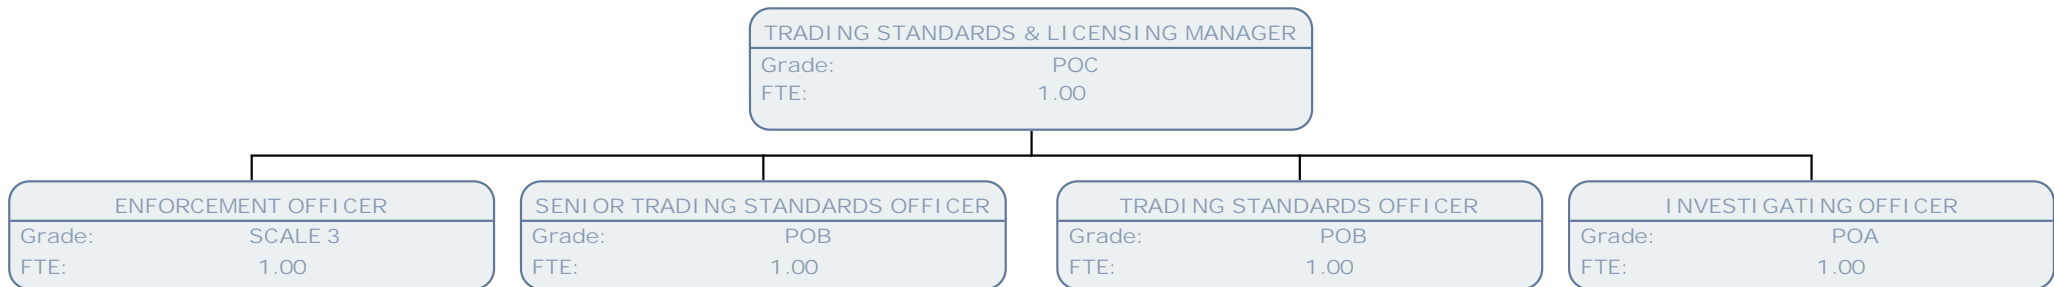 TRADING STANDARDS & LICENSING MANAGER
Grade: POC
FTE: 1.00
ENFORCEMENT OFFICER
Grade: SCALE 3
FTE: 1.00
SENIOR TRADING STANDARDS OFFICER
Grade: POB
FTE: 1.00
TRADING STANDARDS OFFICER
Grade: POB
FTE: 1.00
INVESTIGATING OFFICER
Grade: POA
FTE: 1.00